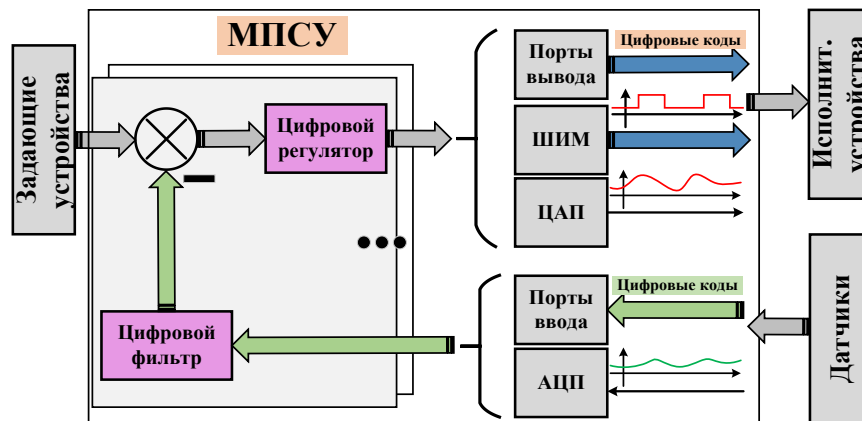 МПСУ
Задающие
устройства
Цифровой
регулятор
Цифровой
фильтр
Порты
вывода
Цифровые коды
ШИМ
ЦАП
Исполнит.
устройства
Порты
ввода
Цифровые коды
АЦП
Датчики